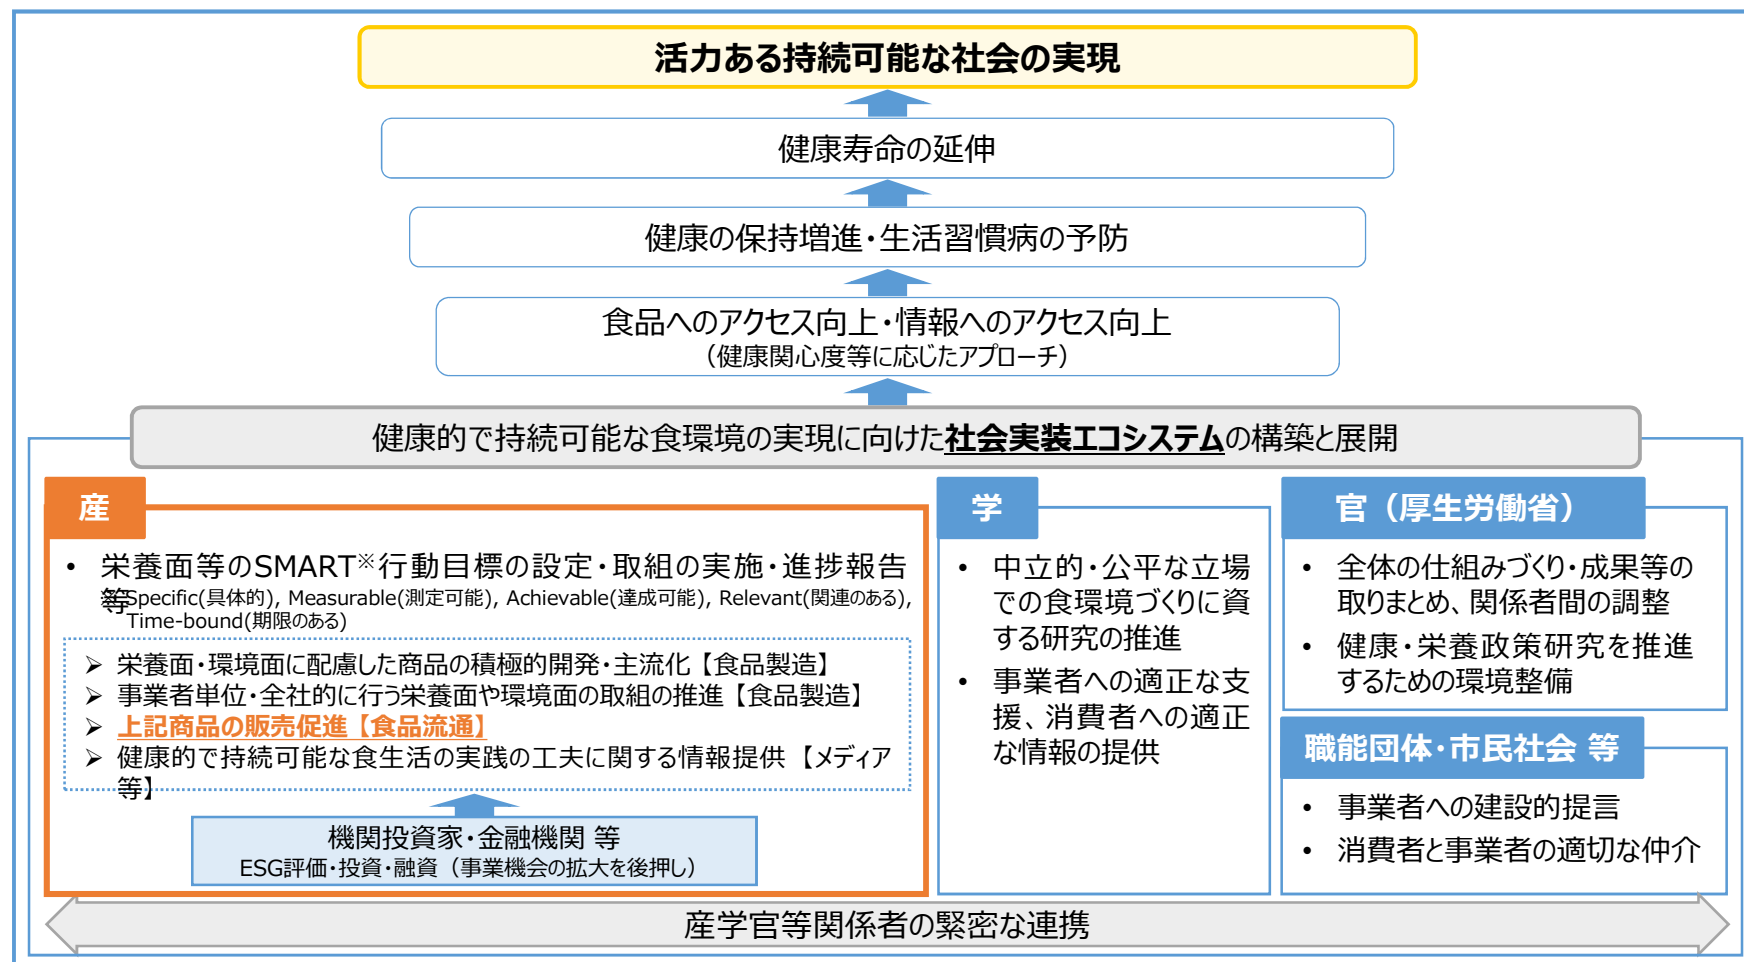 活力ある持続可能な社会の実現
健康寿命の延伸
健康の保持増進・生活習慣病の予防
食品へのアクセス向上・情報へのアクセス向上
（健康関心度等に応じたアプローチ）
健康的で持続可能な食環境の実現に向けた社会実装エコシステムの構築と展開
産
• 栄養面等のSMART※行動目標の設定・取組の実施・進捗報告
等
※Specific(具体的), Measurable(測定可能), Achievable(達成可能), Relevant(関連のある),
Time-bound(期限のある)
➢ 栄養面・環境面に配慮した商品の積極的開発・主流化【食品製造】
➢ 事業者単位・全社的に行う栄養面や環境面の取組の推進【食品製造】
➢ 上記商品の販売促進【食品流通】
➢ 健康的で持続可能な食生活の実践の工夫に関する情報提供 【メディア
等】
機関投資家・金融機関 等
ESG評価・投資・融資（事業機会の拡大を後押し）
学
• 中立的・公平な立場
での食環境づくりに資
する研究の推進
• 事業者への適正な支
援、消費者への適正
な情報の提供
官（厚生労働省）
• 全体の仕組みづくり・成果等の
取りまとめ、関係者間の調整
• 健康・栄養政策研究を推進
するための環境整備
職能団体・市民社会 等
• 事業者への建設的提言
• 消費者と事業者の適切な仲介
産学官等関係者の緊密な連携